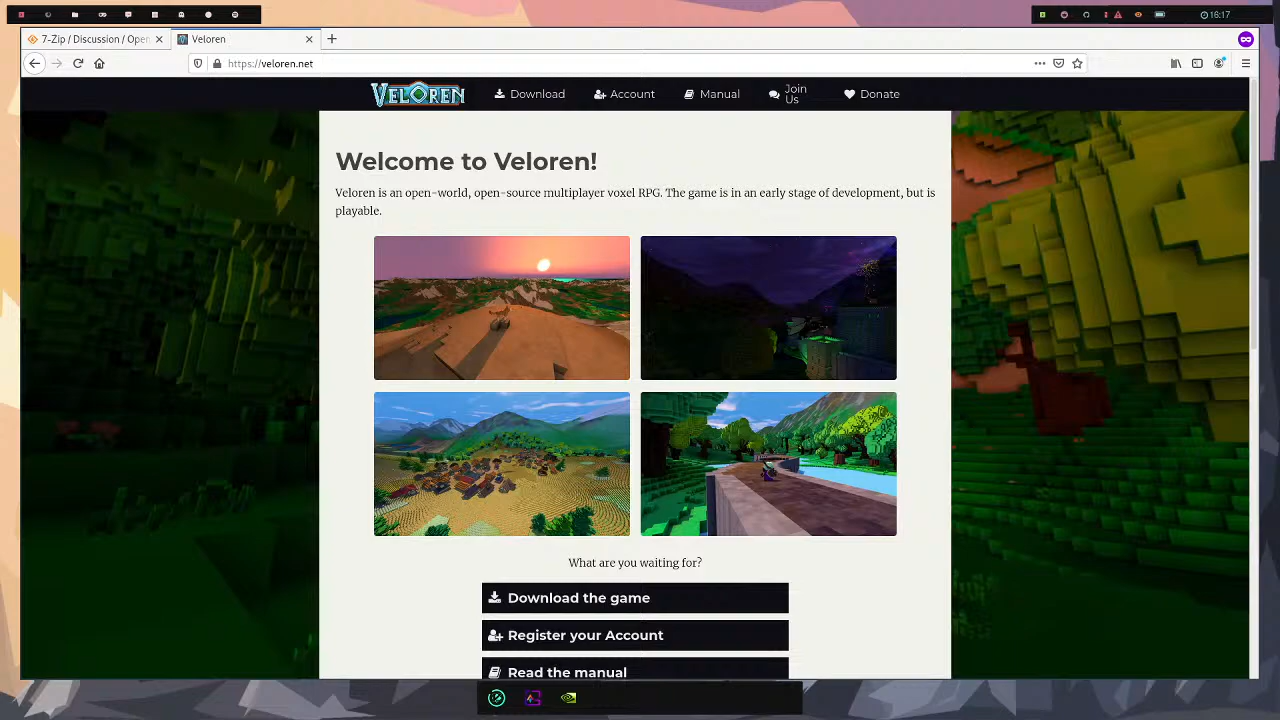 16:17
7-Zip / Discussion / Open
Veloren
https://veloren.net
VELOREN
Download
Account
Manual
Join
Us
Donate
Welcome to Veloren!
Veloren is an open-world, open-source multiplayer voxel RPG. The game is in an early stage of development, but is
playable.
What are you waiting for?
Download the game
Register your Account
Read the manual